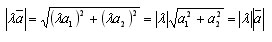 |λa̅| = √((λa₁)² + (λa₂)²) = |λ|√(a₁² + a₂²) = |λ||a̅|